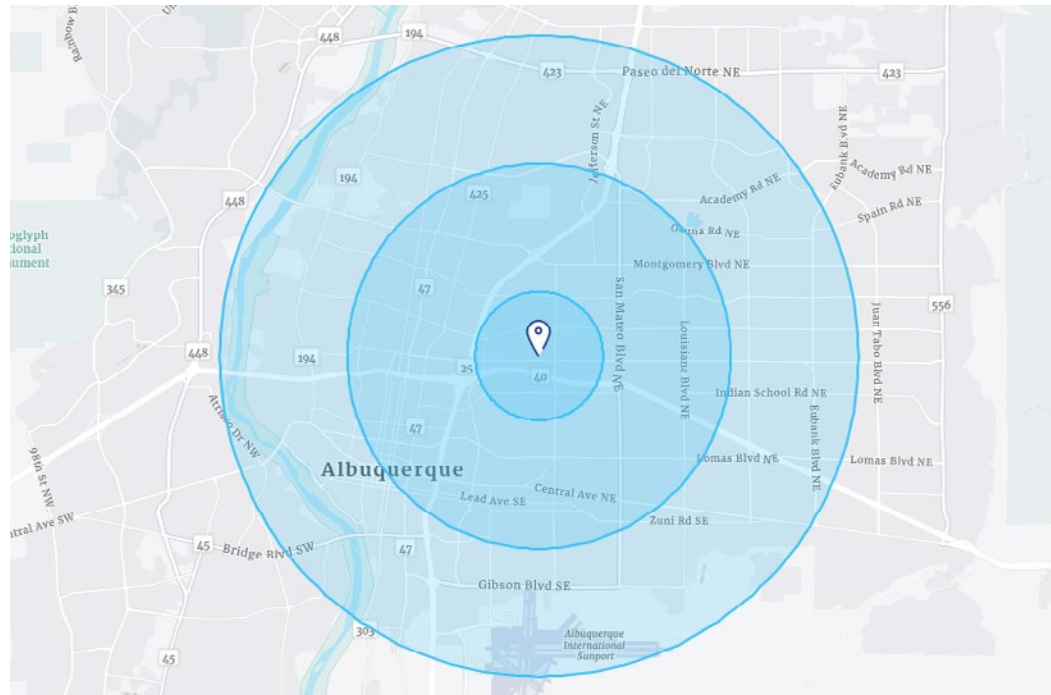 448
194
423
Paseo del Norte NE
423
Rainbow B
Jefferson St NE
Eubank Blvd NE
194
425
Academy Rd NE
Academy Rd NE
448
Spain Rd NE
Osuna Rd NE
oglyph
tional
ument
Montgomery Blvd NE
345
47
San Mateo Blvd NE
Louisiana Blvd NE
Juan Tabo Blvd NE
556
448
194
25
40
Indian School Rd NE
Atrisco Dr NW
47
Eubank Blvd NE
98th St NW
Albuquerque
Lomas Blvd NE
Lomas Blvd NE
Lead Ave SE
Central Ave NE
ntral Ave SW
Zuni Rd SE
45
Bridge Blvd SW
47
Gibson Blvd SE
303
Albuquerque
International
Sunport
45